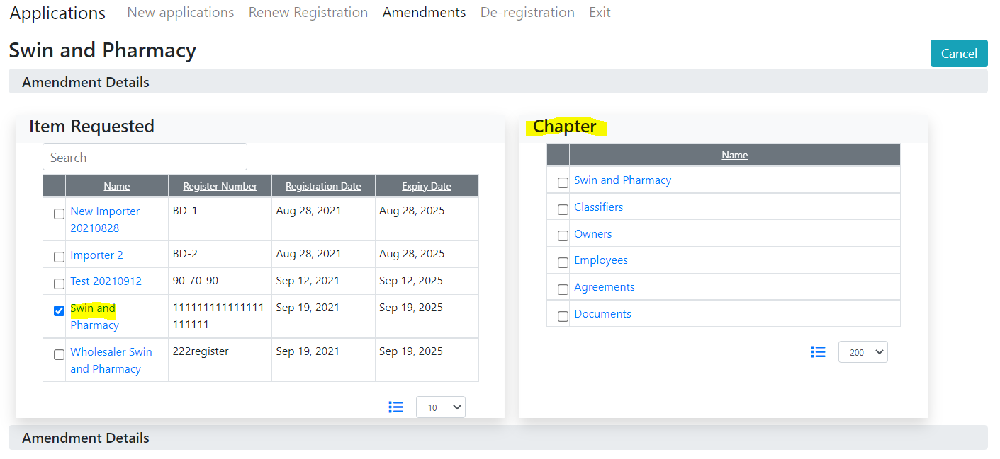 Applications New applications Renew Registration Amendments De-registration Exit
Swin and Pharmacy
Cancel
Amendment Details
Item Requested
Search
Name Register Number Registration Date Expiry Date
New Importer 20210828 BD-1 Aug 28, 2021 Aug 28, 2025
Importer 2 BD-2 Aug 28, 2021 Aug 28, 2025
Test 20210912 90-70-90 Sep 12, 2021 Sep 12, 2025
Swin and Pharmacy 111111111111111 111111 Sep 19, 2021 Sep 19, 2025
Wholesaler Swin and Pharmacy 222register Sep 19, 2021 Sep 19, 2025
10
Chapter
Name
Swin and Pharmacy
Classifiers
Owners
Employees
Agreements
Documents
200
Amendment Details